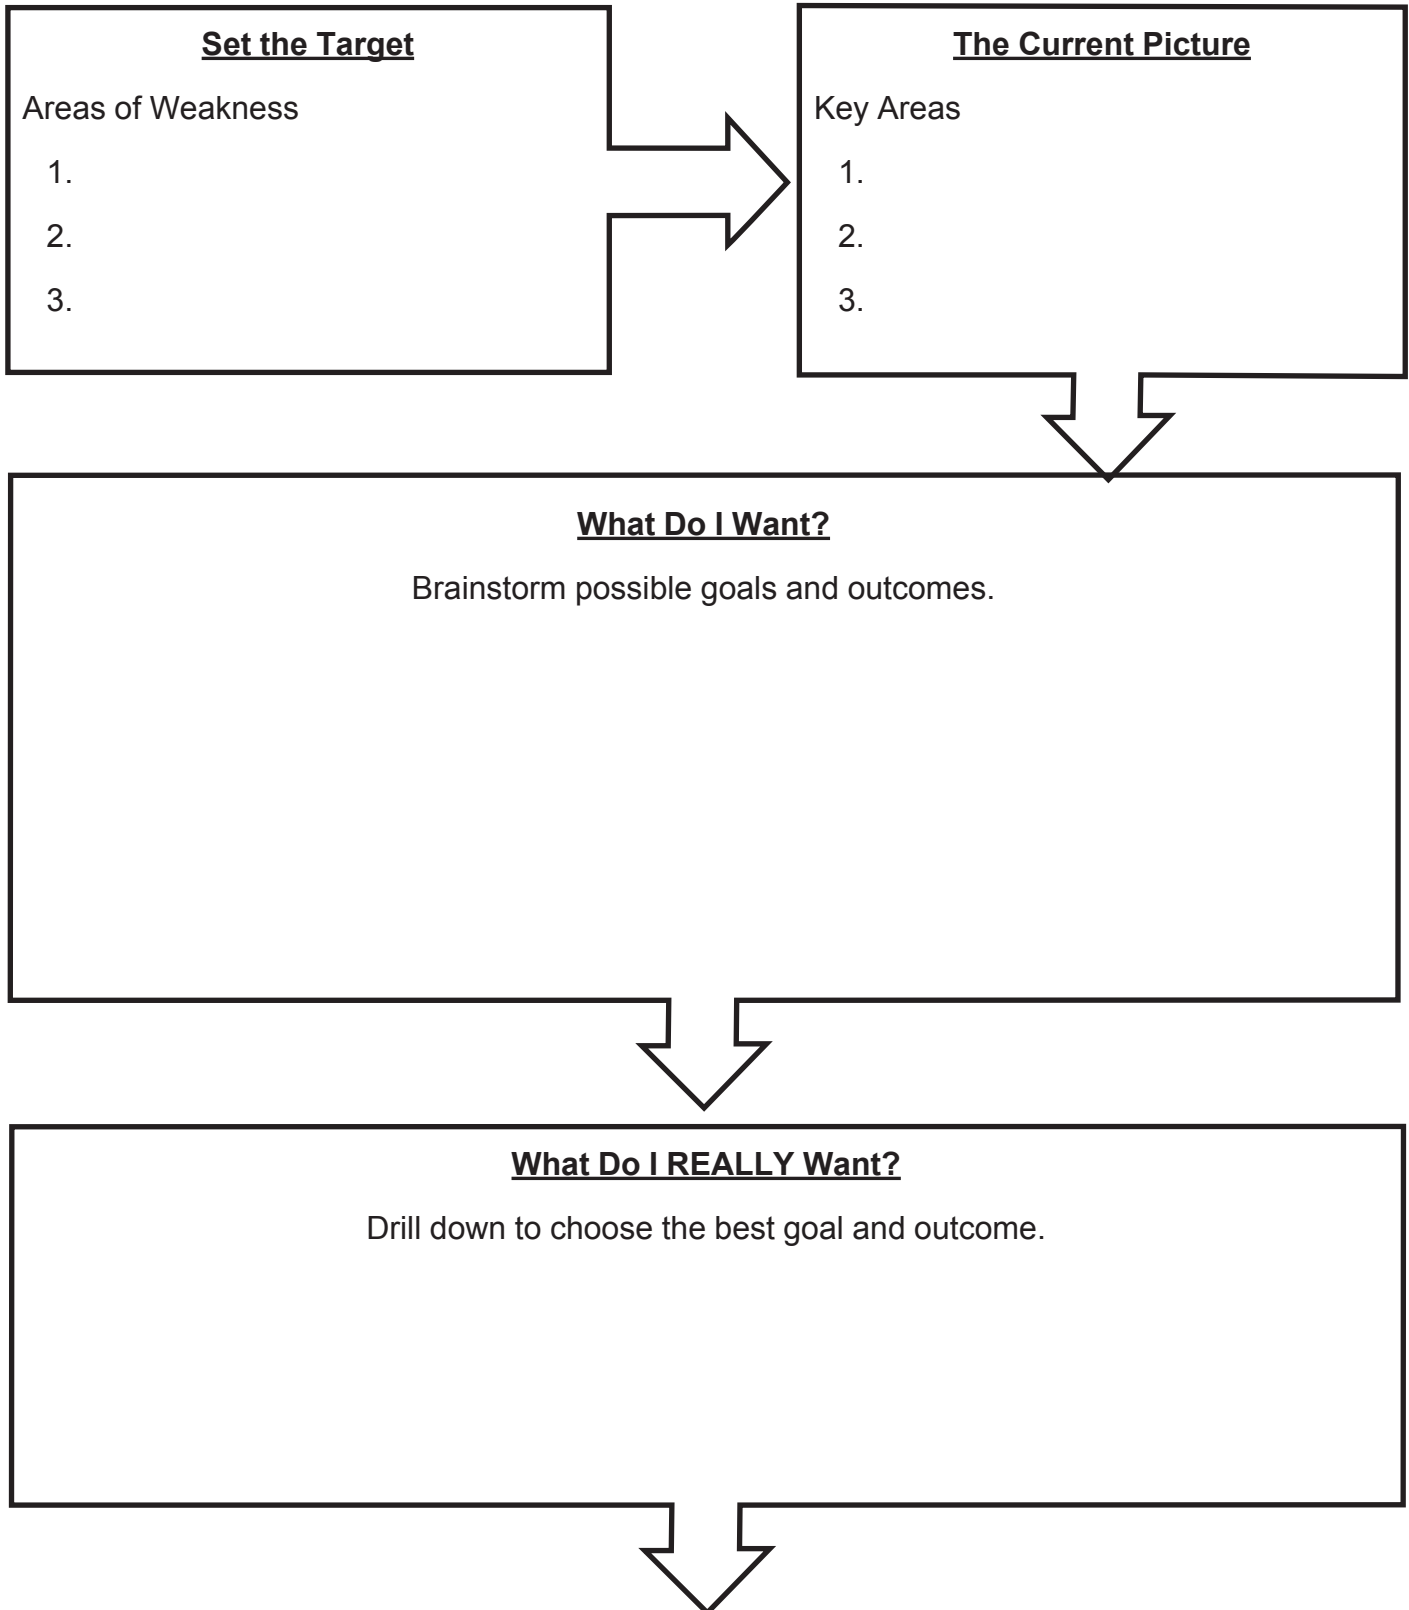 Set the Target
Areas of Weakness
1.
2.
3.
The Current Picture
Key Areas
1.
2.
3.
What Do I Want?
Brainstorm possible goals and outcomes.
What Do I REALLY Want?
Drill down to choose the best goal and outcome.